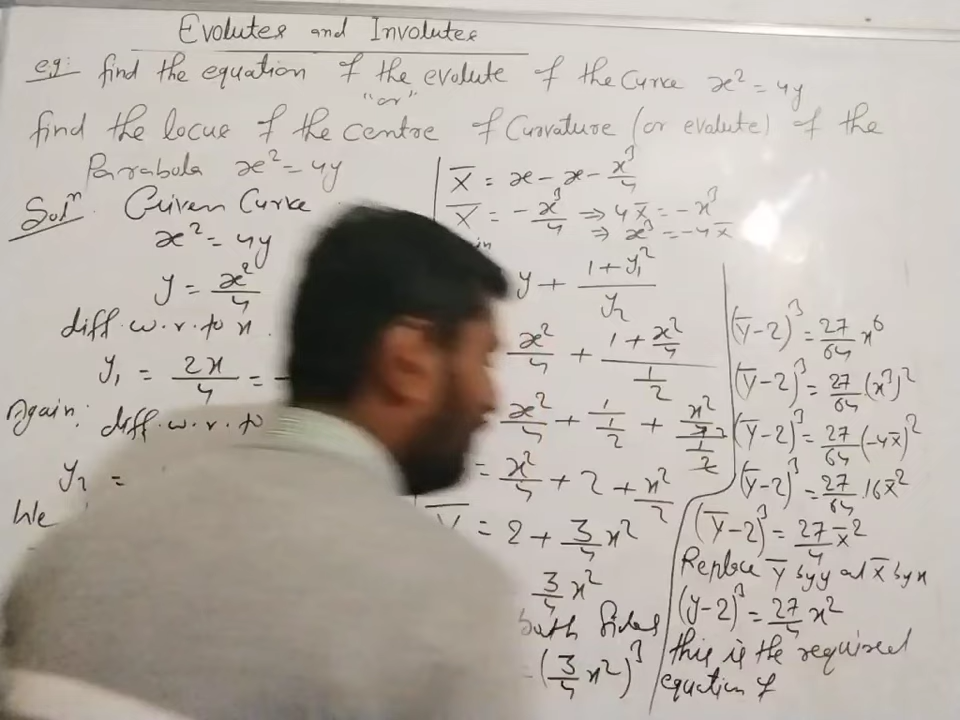 Evolutes and Involutes
eg: find the equation of the evolute of the curve x² = 4y
"or"
find the locus of the centre of Curvature (or evalute) of the
Parabola x² = 4y
Solⁿ. Given Curve
x² = 4y
y = x²/4
diff. w. r. to x.
y₁ = 2x/4 =
Again: diff. w. r. to
y₂ =
We
X̄ = x - x - x³/4
X̄ = -x³/4 ⇒ 4X̄ = -x³
⇒ x³ = -4x̄
y + (1+y₁²)/y₂
x²/4 + (1 + x²/4)/(1/2)
x²/4 + 1/(1/2) + (x²/4)/(1/2)
= x²/4 + 2 + x²/2
= 2 + 3/4 x²
3/4 x²
both Sides
= (3/4 x²)³
(ȳ-2)³ = 27/64 x⁶
(ȳ-2)³ = 27/64 (x³)²
(ȳ-2)³ = 27/64 (-4x̄)²
(ȳ-2)³ = 27/64 .16x̄²
(ȳ-2)³ = 27/4 x̄²
Replace ȳ by y and x̄ by x
(y-2)³ = 27/4 x²
this is the required
equation of